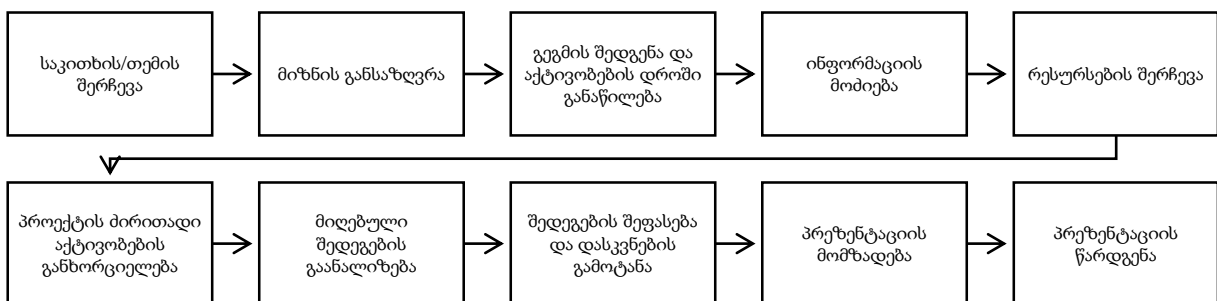 საკითხის/თემის
შერჩევა
მიზნის განსაზღვრა
გეგმის შედგენა და
აქტივობების დროში
განაწილება
ინფორმაციის
მოძიება
რესურსების შერჩევა
პროექტის ძირითადი
აქტივობების
განხორციელება
მიღებული
შედეგების
გაანალიზება
შედეგების შეფასება
და დასკვნების
გამოტანა
პრეზენტაციის
მომზადება
პრეზენტაციის
წარდგენა